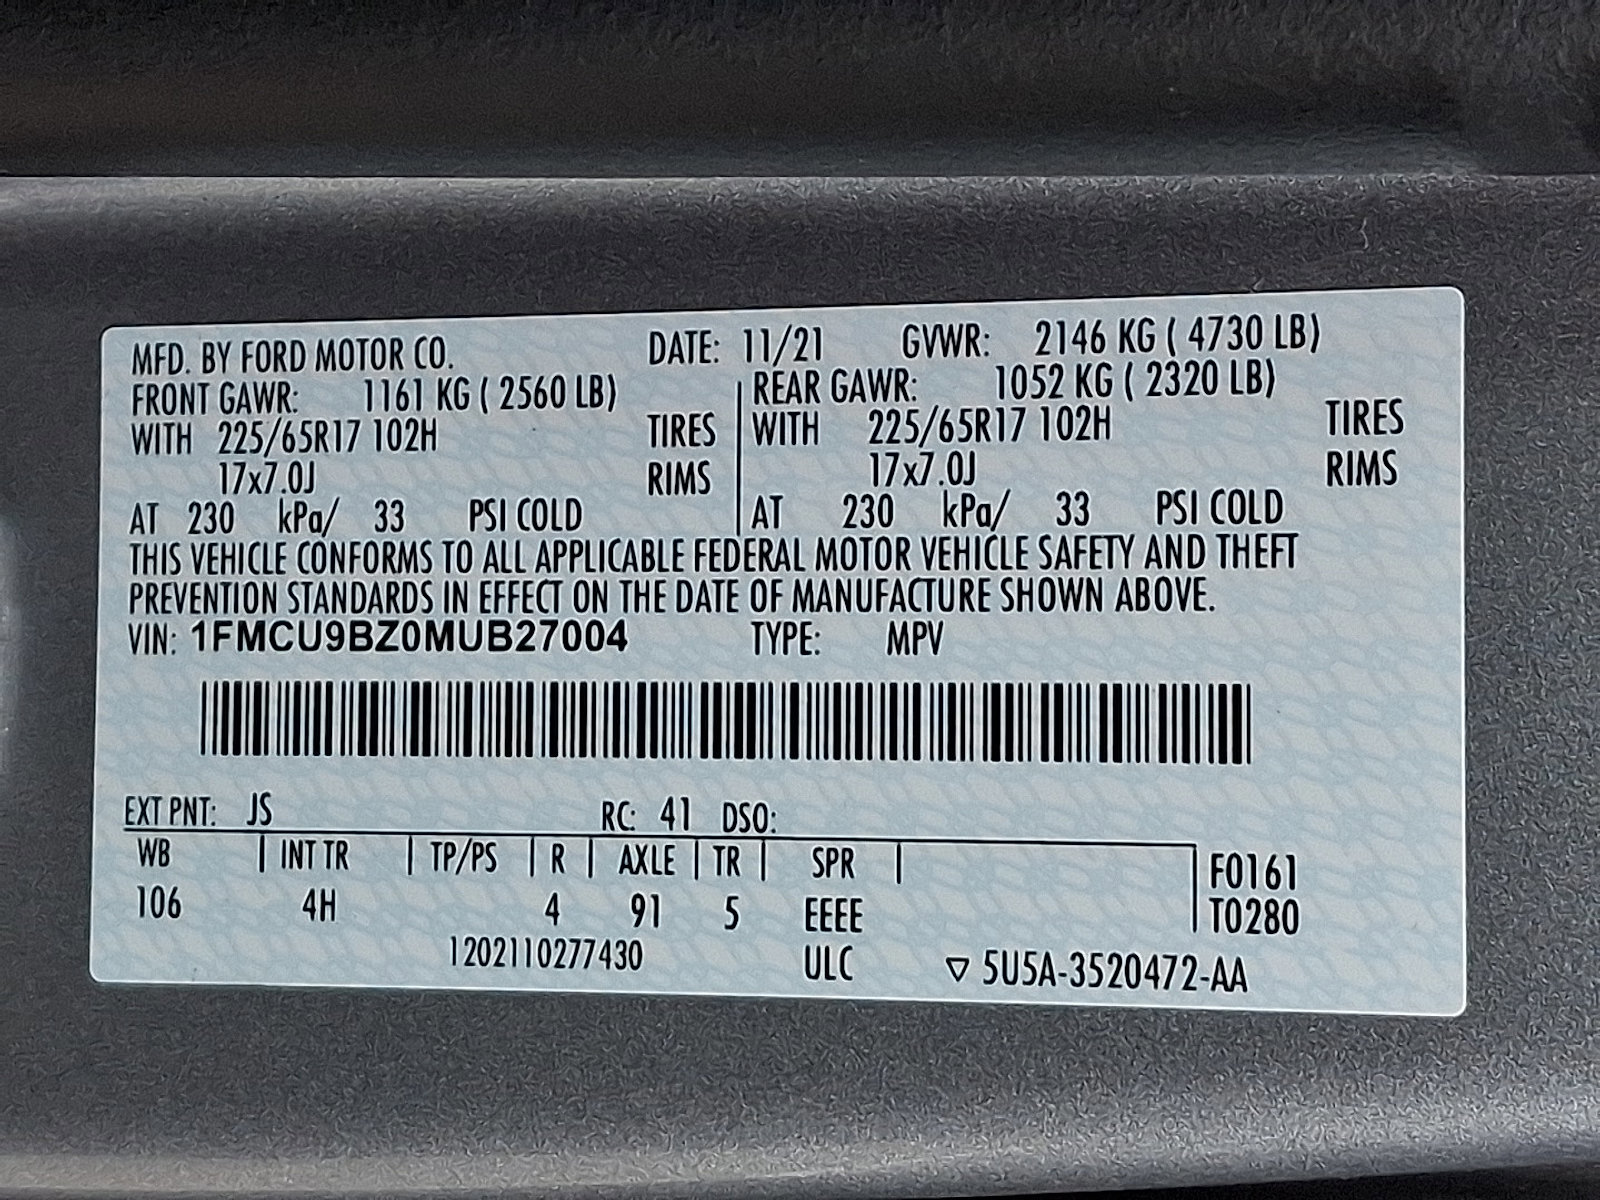 MFD. BY FORD MOTOR CO. DATE: 11/21 GVWR: 2146 KG ( 4730 LB)
FRONT GAWR: 1161 KG ( 2560 LB) REAR GAWR: 1052 KG ( 2320 LB)
WITH 225/65R17 102H TIRES WITH 225/65R17 102H TIRES
17x7.0J RIMS 17x7.0J RIMS
AT 230 kPa/ 33 PSI COLD AT 230 kPa/ 33 PSI COLD
THIS VEHICLE CONFORMS TO ALL APPLICABLE FEDERAL MOTOR VEHICLE SAFETY AND THEFT
PREVENTION STANDARDS IN EFFECT ON THE DATE OF MANUFACTURE SHOWN ABOVE.
VIN: 1FMCU9BZ0MUB27004 TYPE: MPV
EXT PNT: JS RC: 41 DSO:
WB INT TR TP/PS R AXLE TR SPR F0161
106 4H 4 91 5 EEEE T0280
1202110277430 ULC ▽ 5U5A-3520472-AA